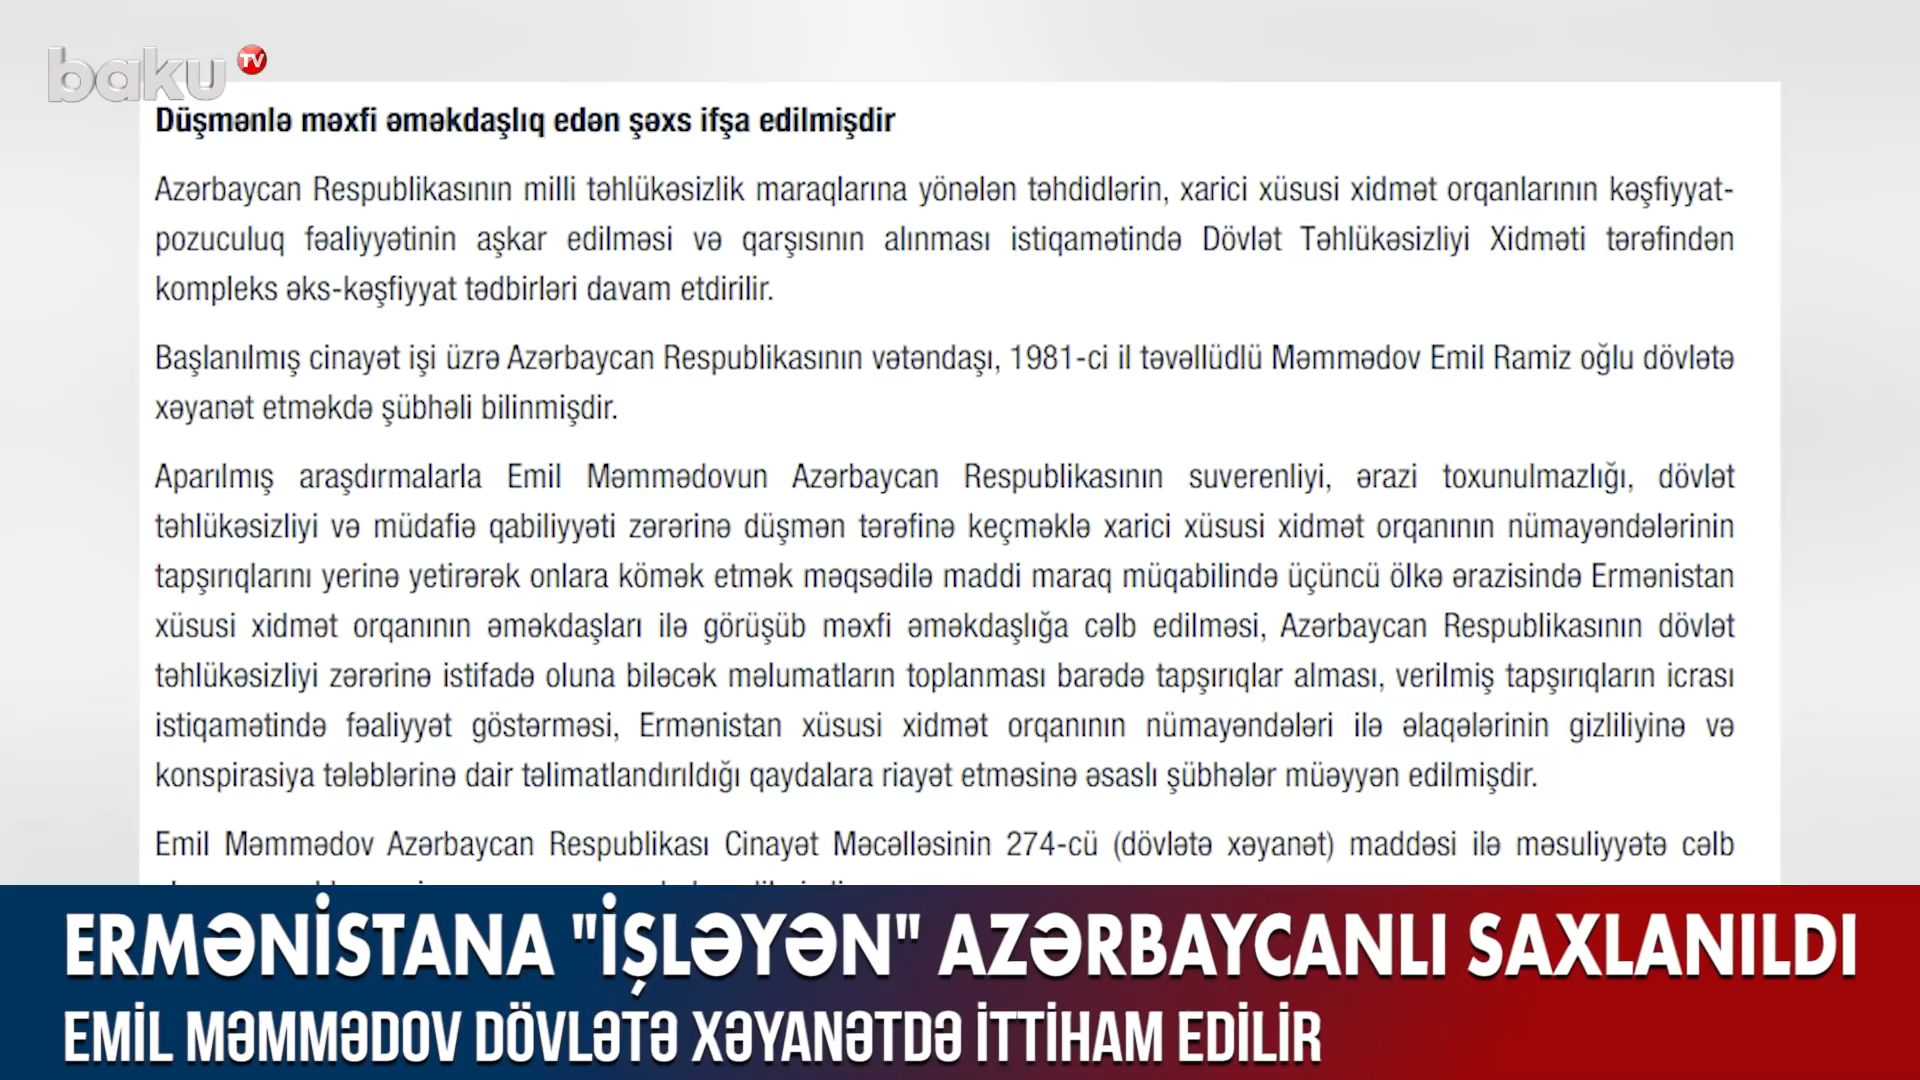 baku TV
Düşmənlə məxfi əməkdaşlıq edən şəxs ifşa edilmişdir
Azərbaycan Respublikasının milli təhlükəsizlik maraqlarına yönələn təhdidlərin, xarici xüsusi xidmət orqanlarının kəşfiyyat-
pozuculuq fəaliyyətinin aşkar edilməsi və qarşısının alınması istiqamətində Dövlət Təhlükəsizliyi Xidməti tərəfindən
kompleks əks-kəşfiyyat tədbirləri davam etdirilir.
Başlanılmış cinayət işi üzrə Azərbaycan Respublikasının vətəndaşı, 1981-ci il təvəllüdlü Məmmədov Emil Ramiz oğlu dövlətə
xəyanət etməkdə şübhəli bilinmişdir.
Aparılmış araşdırmalarla Emil Məmmədovun Azərbaycan Respublikasının suverenliyi, ərazi toxunulmazlığı, dövlət
təhlükəsizliyi və müdafiə qabiliyyəti zərərinə düşmən tərəfinə keçməklə xarici xüsusi xidmət orqanının nümayəndələrinin
tapşırıqlarını yerinə yetirərək onlara kömək etmək məqsədilə maddi maraq müqabilində üçüncü ölkə ərazisində Ermənistan
xüsusi xidmət orqanının əməkdaşları ilə görüşüb məxfi əməkdaşlığa cəlb edilməsi, Azərbaycan Respublikasının dövlət
təhlükəsizliyi zərərinə istifadə oluna biləcək məlumatların toplanması barədə tapşırıqlar alması, verilmiş tapşırıqların icrası
istiqamətində fəaliyyət göstərməsi, Ermənistan xüsusi xidmət orqanının nümayəndələri ilə əlaqələrinin gizliliyinə və
konspirasiya tələblərinə dair təlimatlandırıldığı qaydalara riayət etməsinə əsaslı şübhələr müəyyən edilmişdir.
Emil Məmmədov Azərbaycan Respublikası Cinayət Məcəlləsinin 274-cü (dövlətə xəyanət) maddəsi ilə məsuliyyətə cəlb
ERMƏNİSTANA "İŞLƏYƏN" AZƏRBAYCANLI SAXLANILDI
EMİL MƏMMƏDOV DÖVLƏTƏ XƏYANƏTDƏ İTTİHAM EDİLİR